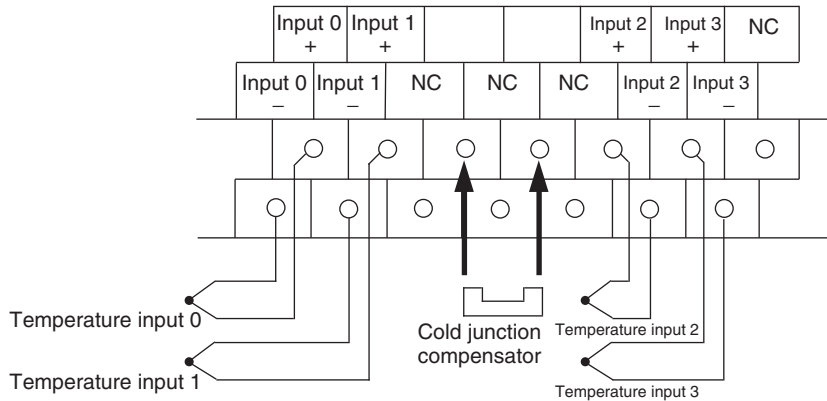 Input 0 + Input 1 + Input 2 + Input 3 + NC
Input 0 – Input 1 – NC NC NC Input 2 – Input 3 –
Temperature input 0
Cold junction
compensator
Temperature input 2
Temperature input 1
Temperature input 3